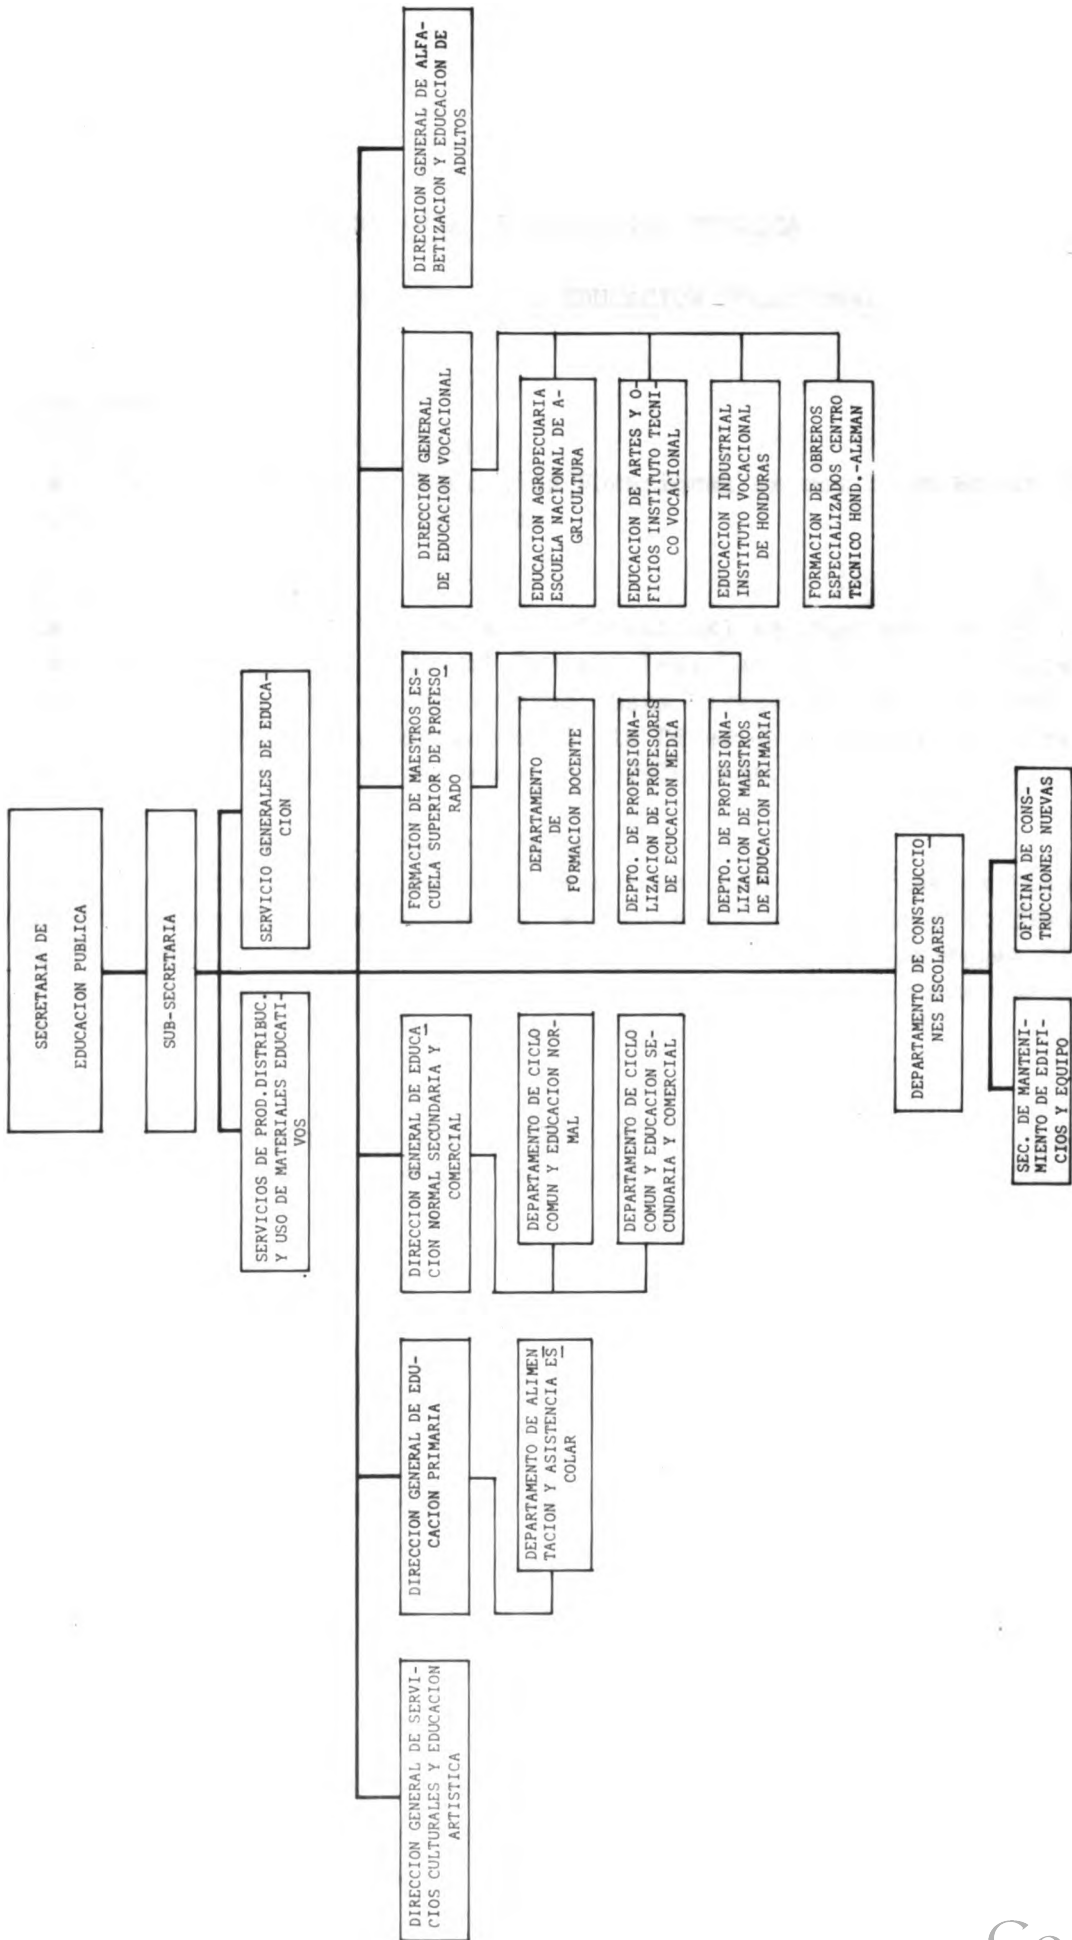 SECRETARIA DE
EDUCACION PUBLICA
SUB-SECRETARIA
SERVICIOS DE PROD.DISTRIBUC.
Y USO DE MATERIALES EDUCATI-
VOS
SERVICIO GENERALES DE EDUCA-
CION
DIRECCION GENERAL DE SERVI-
CIOS CULTURALES Y EDUCACION
ARTISTICA
DIRECCION GENERAL DE EDU-
CACION PRIMARIA
DEPARTAMENTO DE ALIMEN
TACION Y ASISTENCIA ES
COLAR
DIRECCION GENERAL DE EDUCA
CION NORMAL SECUNDARIA Y
COMERCIAL
DEPARTAMENTO DE CICLO
COMUN Y EDUCACION NOR-
MAL
DEPARTAMENTO DE CICLO
COMUN Y EDUCACION SE-
CUNDARIA Y COMERCIAL
FORMACION DE MAESTROS ES-
CUELA SUPERIOR DE PROFESO
RADO
DEPARTAMENTO
DE
FORMACION DOCENTE
DEPTO. DE PROFESIONA-
LIZACION DE PROFESORES
DE ECUCACION MEDIA
DEPTO. DE PROFESIONA-
LIZACION DE MAESTROS
DE EDUCACION PRIMARIA
DIRECCION GENERAL
DE EDUCACION VOCACIONAL
EDUCACION AGROPECUARIA
ESCUELA NACIONAL DE A-
GRICULTURA
EDUCACION DE ARTES Y O-
FICIOS INSTITUTO TECNI-
CO VOCACIONAL
EDUCACION INDUSTRIAL
INSTITUTO VOCACIONAL
DE HONDURAS
FORMACION DE OBREROS
ESPECIALIZADOS CENTRO
TECNICO HOND.-ALEMAN
DIRECCION GENERAL DE ALFA-
BETIZACION Y EDUCACION DE
ADULTOS
DEPARTAMENTO DE CONSTRUCCIO
NES ESCOLARES
SEC. DE MANTENI-
MIENTO DE EDIFI-
CIOS Y EQUIPO
OFICINA DE CONS-
TRUCCIONES NUEVAS